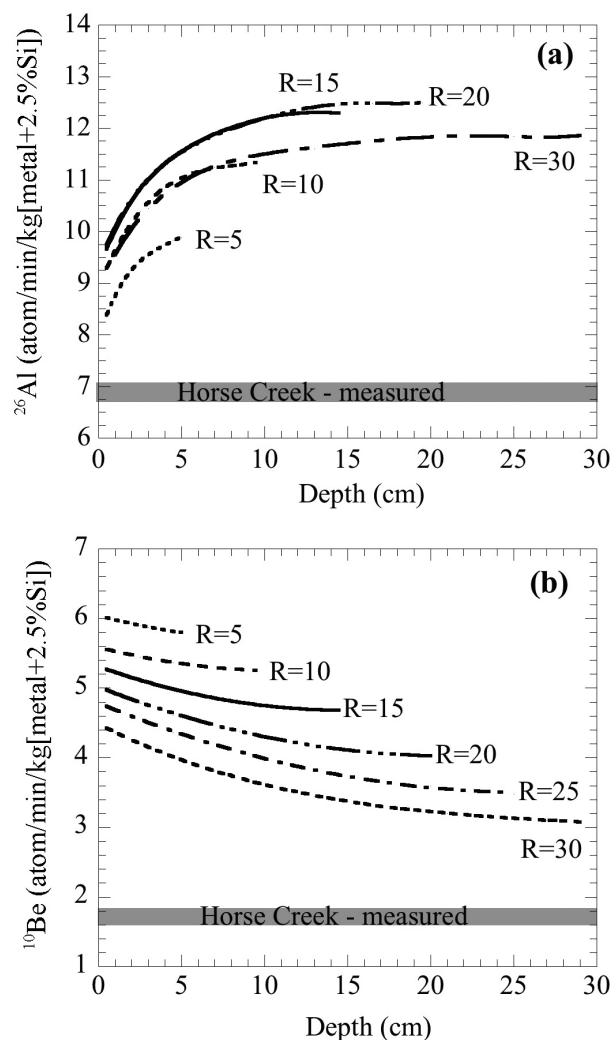 (a)
14
13
12
11
10
9
8
7
6
R=15
R=20
R=30
R=10
R=5
Horse Creek - measured
0 5 10 15 20 25 30
Depth (cm)
²⁶Al (atom/min/kg[metal+2.5%Si])
(b)
7
6
5
4
3
2
1
R=5
R=10
R=15
R=20
R=25
R=30
Horse Creek - measured
0 5 10 15 20 25 30
Depth (cm)
¹⁰Be (atom/min/kg[metal+2.5%Si])